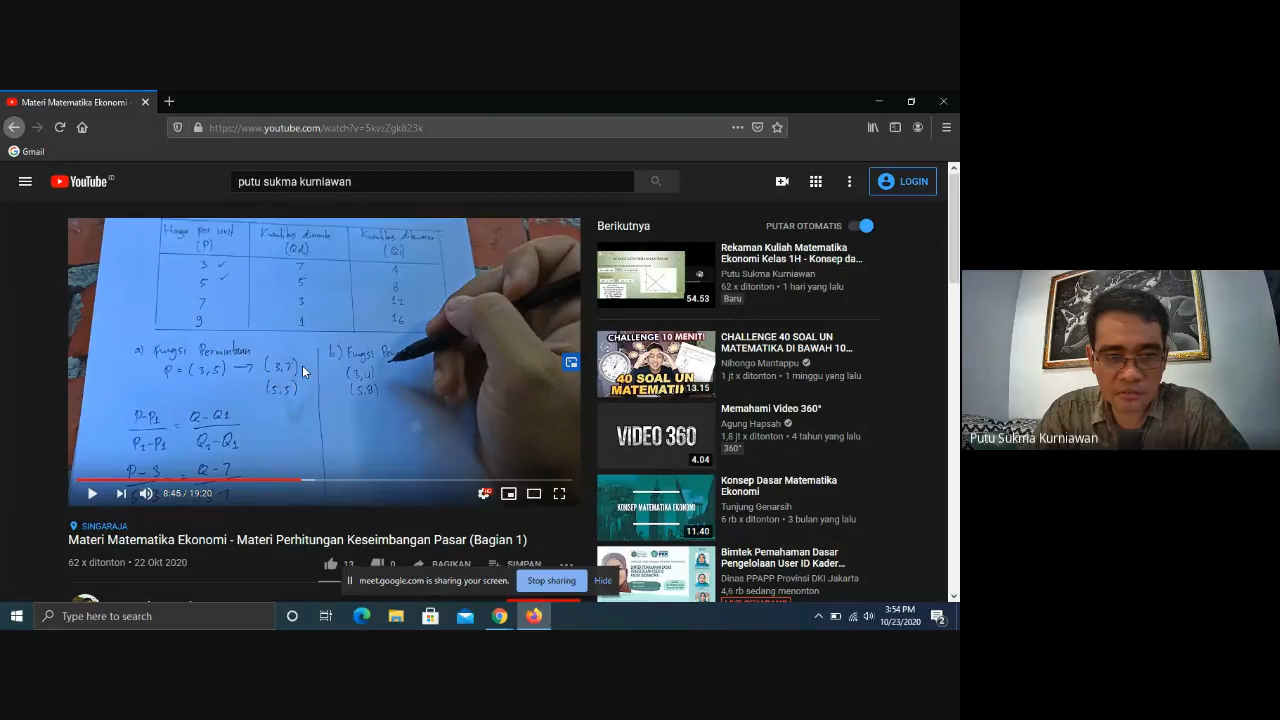 Materi Matematika Ekonomi -
https://www.youtube.com/watch?v=5kvzZgk823k
Gmail
YouTube ID
putu sukma kurniawan
LOGIN
Harga per unit
(P)
Kuantitas diminta
(Qd)
Kuantitas ditawarkan
(Qs)
3 ✓ 7 4
5 ✓ 5 8
7 3 12
9 1 16
a) Fungsi Permintaan
P = (3,5) → (3,7)
(5,5)
b) Fungsi
(3,4)
(5,8)
P-P1 = Q-Q1
P2-P1 Q2-Q1
P-3 = Q-7
8:45 / 19:20
SINGARAJA
Materi Matematika Ekonomi - Materi Perhitungan Keseimbangan Pasar (Bagian 1)
62 x ditonton • 22 Okt 2020
13
0
BAGIKAN
SIMPAN
meet.google.com is sharing your screen.
Stop sharing
Hide
Berikutnya
PUTAR OTOMATIS
54.53
Rekaman Kuliah Matematika
Ekonomi Kelas 1H - Konsep da...
Putu Sukma Kurniawan
62 x ditonton • 1 hari yang lalu
Baru
CHALLENGE 10 MENIT!
40 SOAL UN
MATEMATIKA
13.15
CHALLENGE 40 SOAL UN
MATEMATIKA DI BAWAH 10...
Nihongo Mantappu
1 jt x ditonton • 1 minggu yang lalu
VIDEO 360°
4.04
Memahami Video 360°
Agung Hapsah
1,8 jt x ditonton • 4 tahun yang lalu
360°
KONSEP MATEMATIKA EKONOMI
11.40
Konsep Dasar Matematika
Ekonomi
Tunjung Genarsih
6 rb x ditonton • 3 bulan yang lalu
Bimtek Pemahaman Dasar
Pengelolaan User ID Kader...
Dinas PPAPP Provinsi DKI Jakarta
4,6 rb sedang menonton
Putu Sukma Kurniawan
Type here to search
3:54 PM
10/23/2020
2